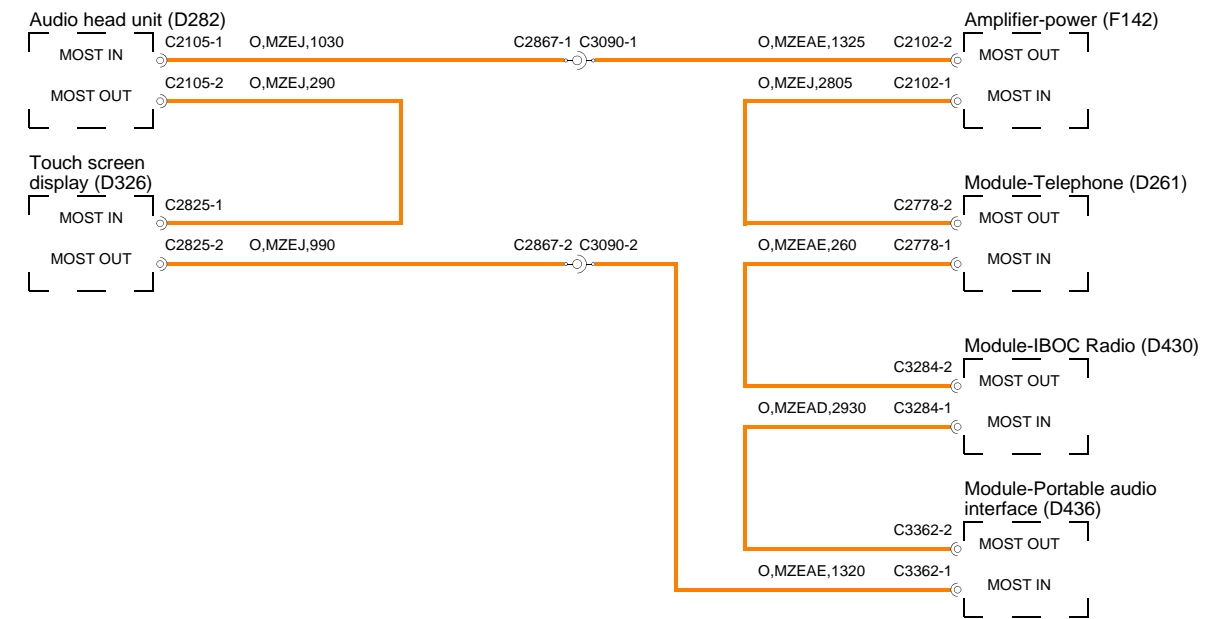 Audio head unit (D282)
MOST IN
C2105-1 O,MZEJ,1030
C2867-1 C3090-1
O,MZEAE,1325 C2102-2
Amplifier-power (F142)
MOST OUT
MOST OUT
C2105-2 O,MZEJ,290
O,MZEJ,2805 C2102-1
MOST IN
Touch screen
display (D326)
MOST IN
C2825-1
C2778-2
Module-Telephone (D261)
MOST OUT
MOST OUT
C2825-2 O,MZEJ,990
C2867-2 C3090-2
O,MZEAE,260 C2778-1
MOST IN
Module-IBOC Radio (D430)
C3284-2
MOST OUT
O,MZEAD,2930 C3284-1
MOST IN
Module-Portable audio
interface (D436)
C3362-2
MOST OUT
O,MZEAE,1320 C3362-1
MOST IN